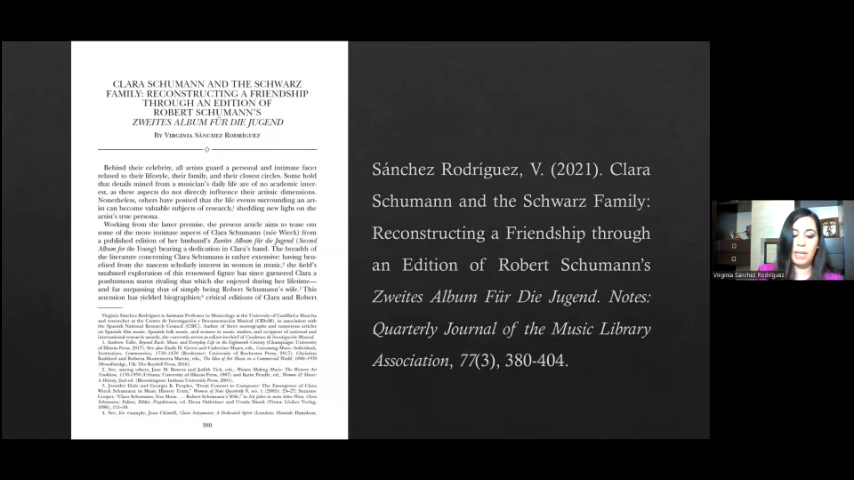 CLARA SCHUMANN AND THE SCHWARZ
FAMILY: RECONSTRUCTING A FRIENDSHIP
THROUGH AN EDITION OF
ROBERT SCHUMANN'S
ZWEITES ALBUM FÜR DIE JUGEND
BY VIRGINIA SÁNCHEZ RODRÍGUEZ
Behind their celebrity, all artists guard a personal and intimate facet
related to their lifestyle, their family, and their closest circles. Some hold
that details mined from a musician's daily life are of no academic inter-
est, as these aspects do not directly influence their artistic dimensions.
Nonetheless, others have posited that the life events surrounding an art-
ist can become valuable subjects of research,¹ shedding new light on the
artist's true persona.
Working from the latter premise, the present article aims to tease out
some of the more intimate aspects of Clara Schumann (née Wieck) from
a published edition of her husband's Zweites Album für die Jugend (Second
Album for the Young) bearing a dedication in Clara's hand. The breadth of
the literature concerning Clara Schumann is rather extensive: having ben-
efited from the nascent scholarly interest in women in music,² the field's
unabated exploration of this renowned figure has since garnered Clara a
posthumous status rivaling that which she enjoyed during her lifetime—
and far surpassing that of simply being Robert Schumann's wife.³ This
attention has yielded biographies;⁴ critical editions of Clara and Robert
380
Sánchez Rodríguez, V. (2021). Clara
Schumann and the Schwarz Family:
Reconstructing a Friendship through
an Edition of Robert Schumann's
Zweites Album Für Die Jugend. Notes:
Quarterly Journal of the Music Library
Association, 77(3), 380-404.
Virginia Sánchez Rodríguez